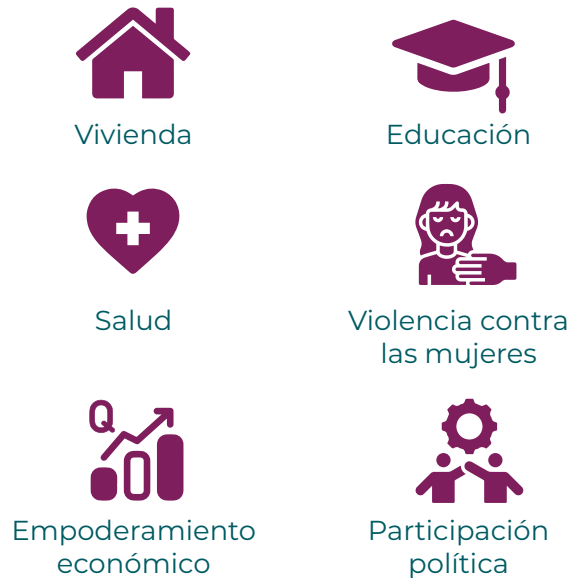 Vivienda
Educación
Salud
Violencia contra
las mujeres
Q
Empoderamiento
económico
Participación
política